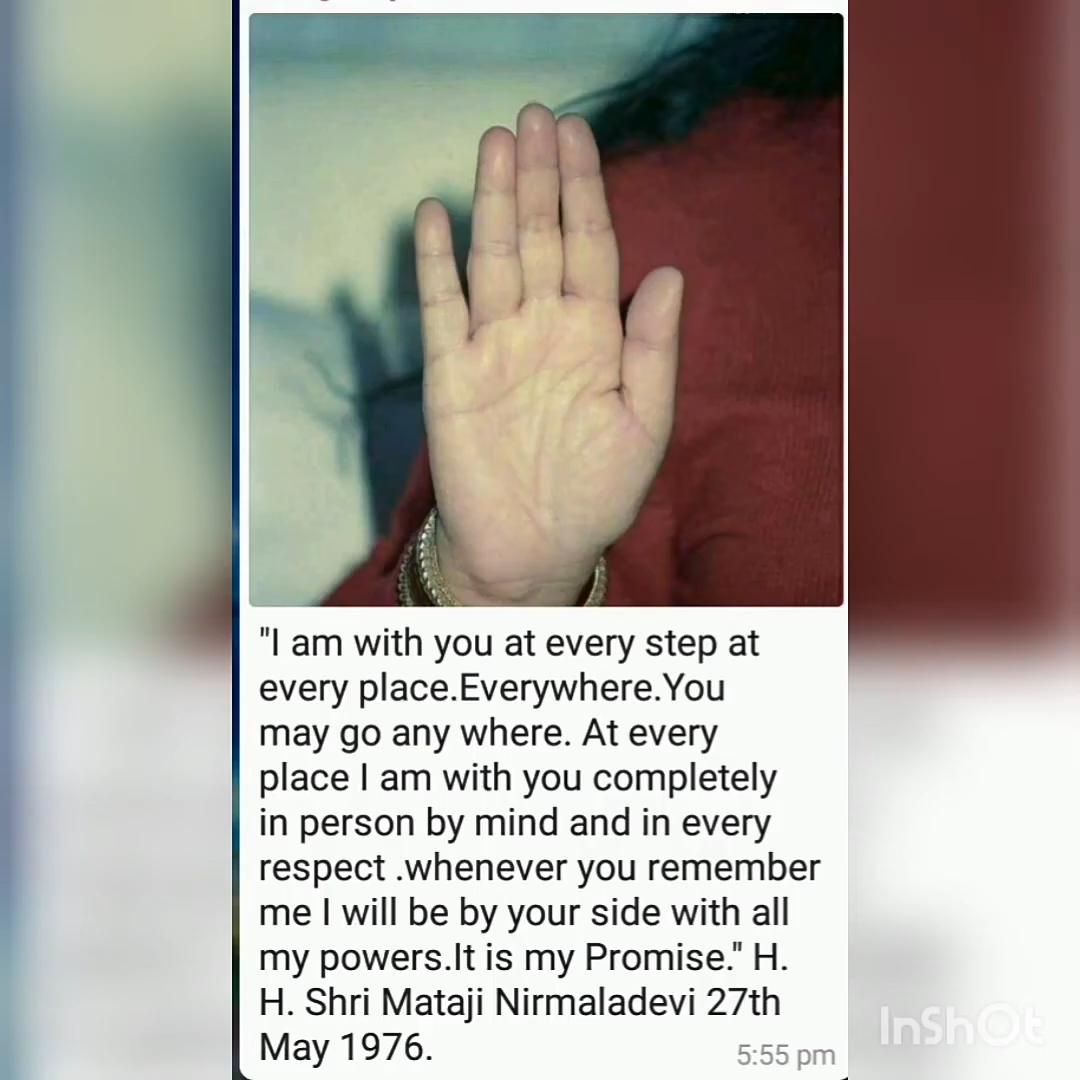 "I am with you at every step at
every place.Everywhere.You
may go any where. At every
place I am with you completely
in person by mind and in every
respect .whenever you remember
me I will be by your side with all
my powers.It is my Promise." H.
H. Shri Mataji Nirmaladevi 27th
May 1976.
5:55 pm
InShOt